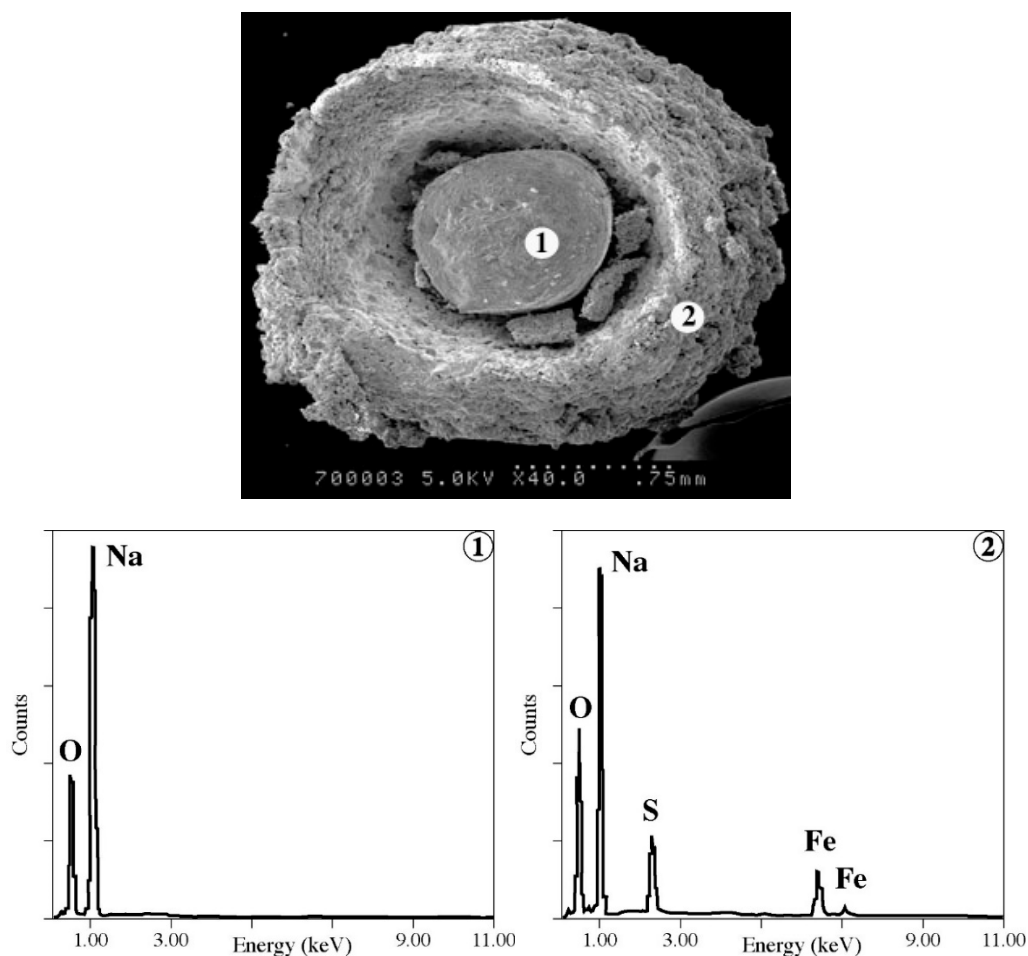 1
2
700003 5.0KV X40.0 .75mm
1
Na
O
Counts
1.00 3.00 9.00 11.00
Energy (keV)
2
Na
O
S
Fe
Fe
Counts
1.00 3.00 9.00 11.00
Energy (keV)